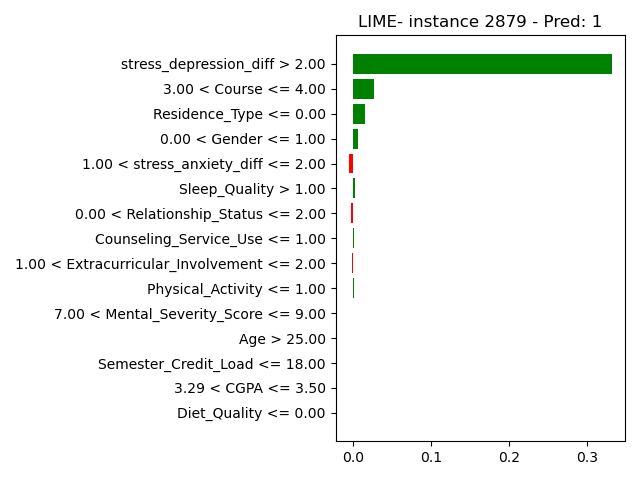 LIME- instance 2879 - Pred: 1
stress_depression_diff > 2.00
3.00 < Course <= 4.00
Residence_Type <= 0.00
0.00 < Gender <= 1.00
1.00 < stress_anxiety_diff <= 2.00
Sleep_Quality > 1.00
0.00 < Relationship_Status <= 2.00
Counseling_Service_Use <= 1.00
1.00 < Extracurricular_Involvement <= 2.00
Physical_Activity <= 1.00
7.00 < Mental_Severity_Score <= 9.00
Age > 25.00
Semester_Credit_Load <= 18.00
3.29 < CGPA <= 3.50
Diet_Quality <= 0.00
0.0 0.1 0.2 0.3